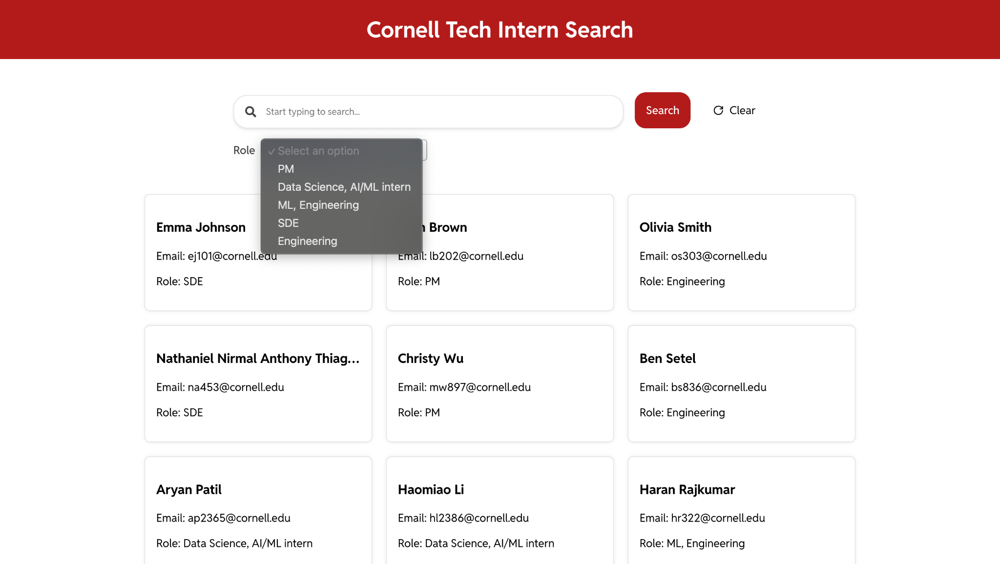 Cornell Tech Intern Search
Start typing to search...
Search
Clear
Role
✓ Select an option
PM
Data Science, AI/ML intern
ML, Engineering
SDE
Engineering
Emma Johnson
Email: ej101@cornell.edu
Role: SDE
Brown
Email: lb202@cornell.edu
Role: PM
Olivia Smith
Email: os303@cornell.edu
Role: Engineering
Nathaniel Nirmal Anthony Thiag...
Email: na453@cornell.edu
Role: SDE
Christy Wu
Email: mw897@cornell.edu
Role: PM
Ben Setel
Email: bs836@cornell.edu
Role: Engineering
Aryan Patil
Email: ap2365@cornell.edu
Role: Data Science, AI/ML intern
Haomiao Li
Email: hl2386@cornell.edu
Role: Data Science, AI/ML intern
Haran Rajkumar
Email: hr322@cornell.edu
Role: ML, Engineering